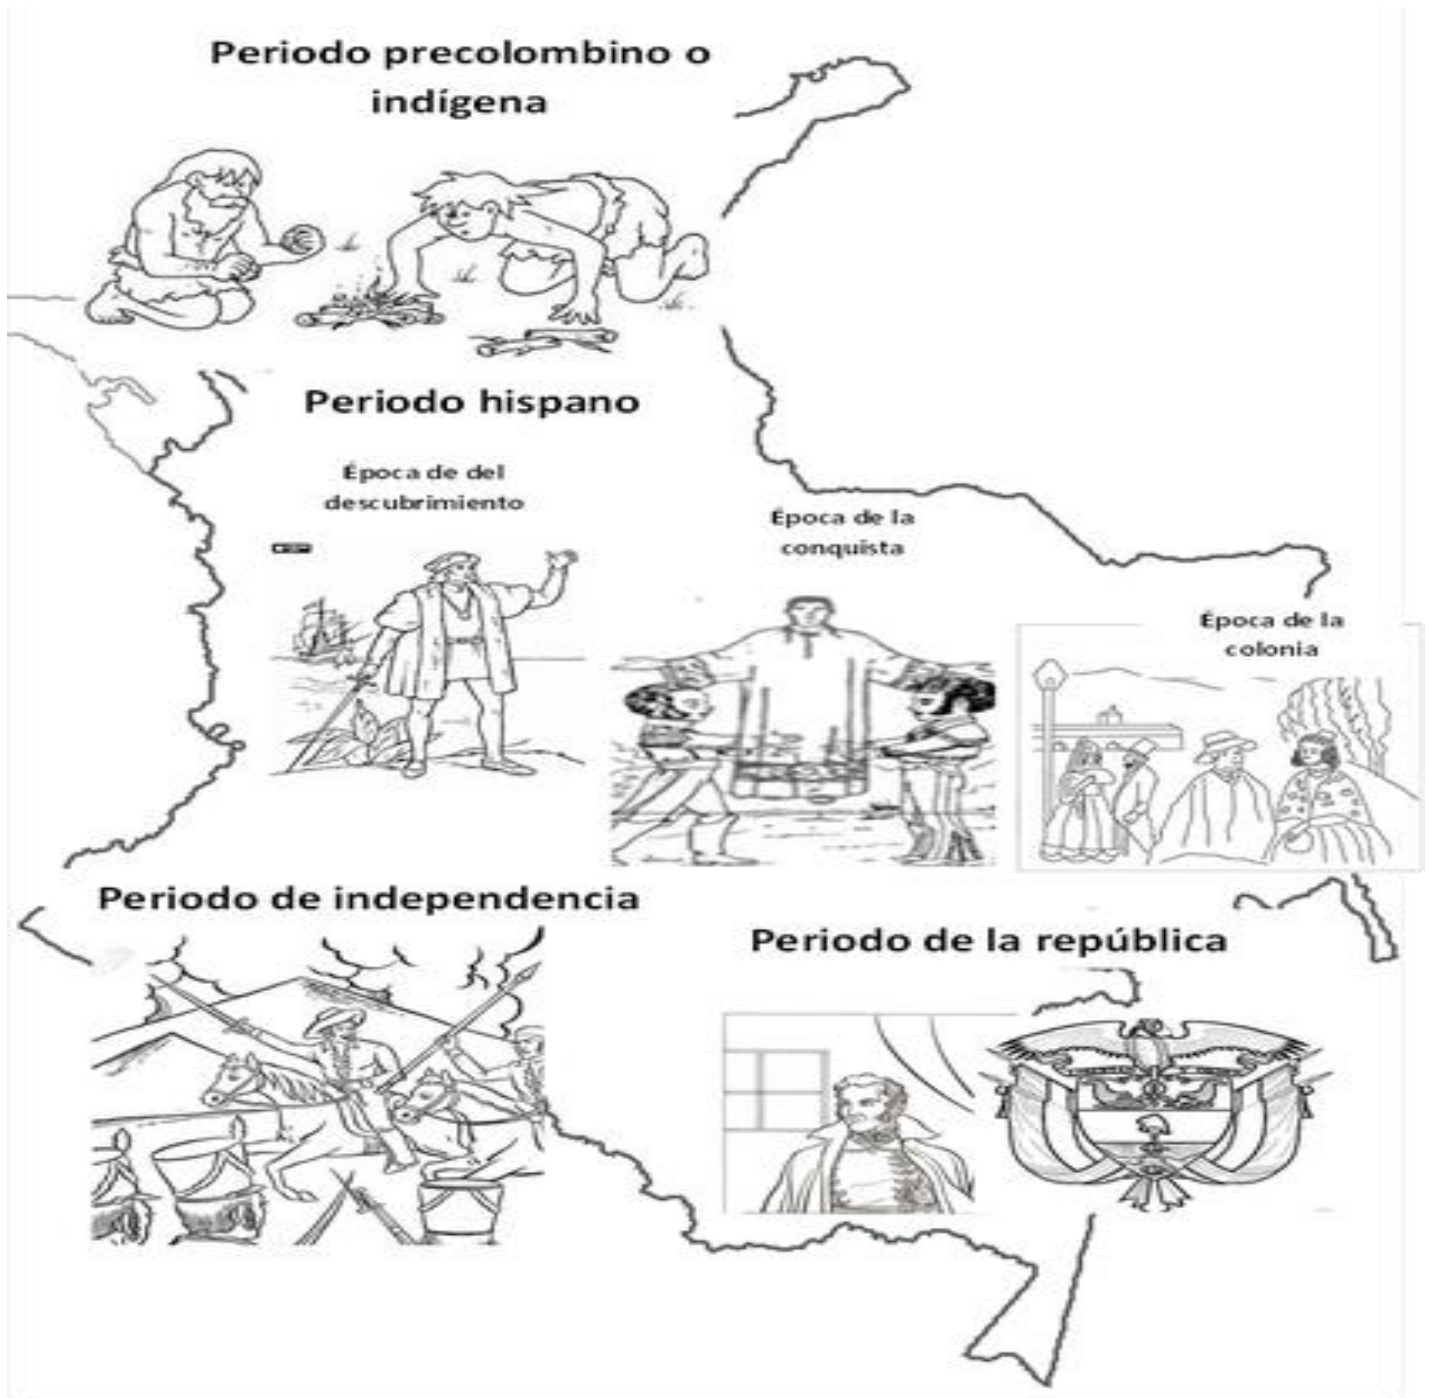 Periodo precolombino o
indígena
Periodo hispano
Época de del
descubrimiento
Época de la
conquista
Época de la
colonia
Periodo de independencia
Periodo de la república